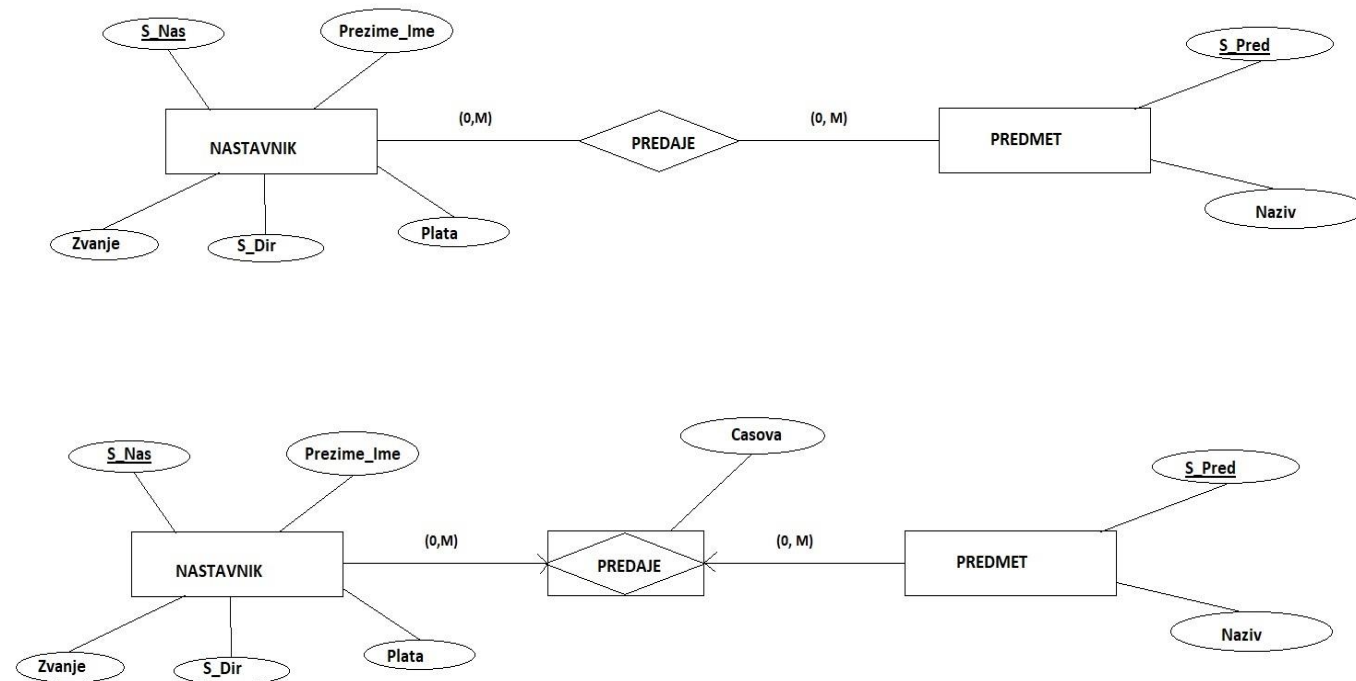 S_Nas
Prezime_Ime
S_Pred
(0,M)
(0, M)
NASTAVNIK
PREDAJE
PREDMET
Zvanje
S_Dir
Plata
Naziv
Casova
S_Nas
Prezime_Ime
S_Pred
(0,M)
(0, M)
NASTAVNIK
PREDAJE
PREDMET
Zvanje
S_Dir
Plata
Naziv